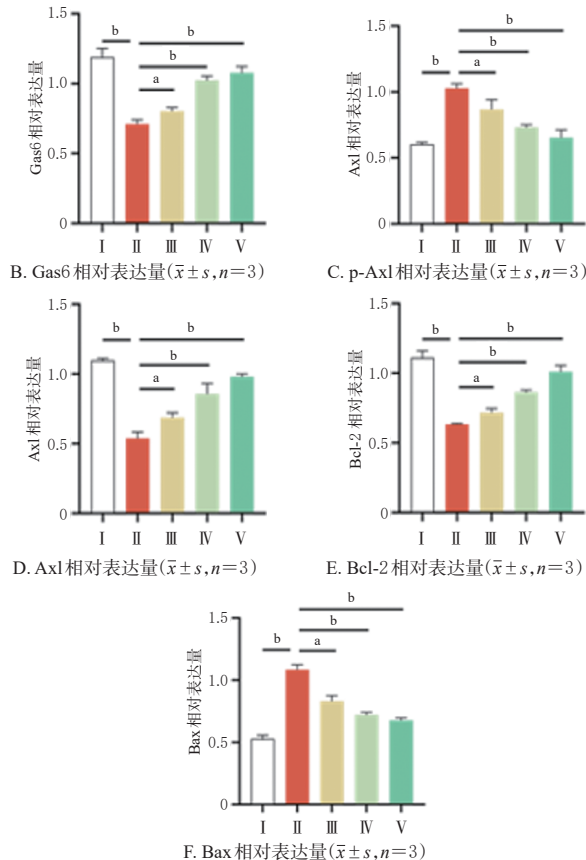 b
b
b
a
Gas6相对表达量
1.5
1.0
0.5
0
Ⅰ Ⅱ Ⅲ Ⅳ Ⅴ
B. Gas6相对表达量(x̄±s,n=3)
b
b
b
a
Axl相对表达量
1.5
1.0
0.5
0
Ⅰ Ⅱ Ⅲ Ⅳ Ⅴ
C. p-Axl相对表达量(x̄±s,n=3)
b
b
b
a
Axl相对表达量
1.5
1.0
0.5
0
Ⅰ Ⅱ Ⅲ Ⅳ Ⅴ
D. Axl相对表达量(x̄±s,n=3)
b
b
b
a
Bcl-2相对表达量
1.5
1.0
0.5
0
Ⅰ Ⅱ Ⅲ Ⅳ Ⅴ
E. Bcl-2相对表达量(x̄±s,n=3)
b
b
b
a
Bax相对表达量
1.5
1.0
0.5
0
Ⅰ Ⅱ Ⅲ Ⅳ Ⅴ
F. Bax相对表达量(x̄±s,n=3)